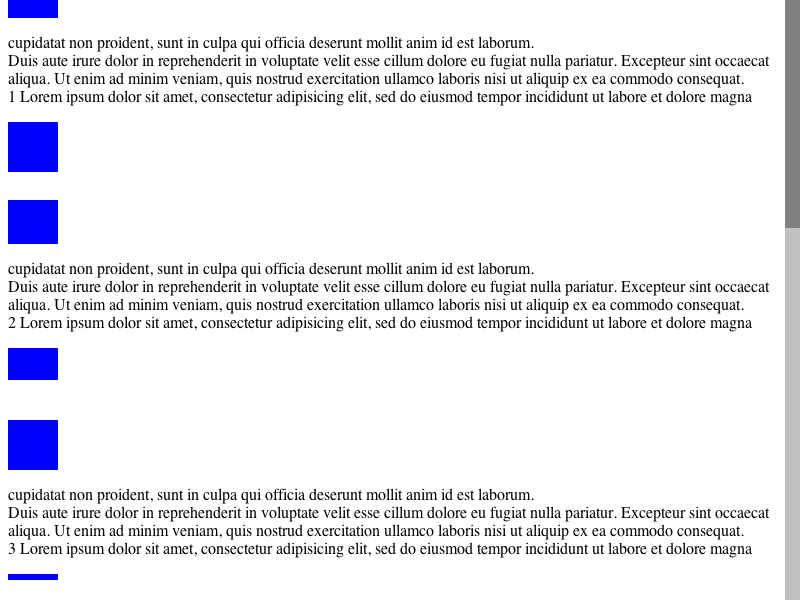 cupidatat non proident, sunt in culpa qui officia deserunt mollit anim id est laborum.
Duis aute irure dolor in reprehenderit in voluptate velit esse cillum dolore eu fugiat nulla pariatur. Excepteur sint occaecat
aliqua. Ut enim ad minim veniam, quis nostrud exercitation ullamco laboris nisi ut aliquip ex ea commodo consequat.
1 Lorem ipsum dolor sit amet, consectetur adipisicing elit, sed do eiusmod tempor incididunt ut labore et dolore magna
cupidatat non proident, sunt in culpa qui officia deserunt mollit anim id est laborum.
Duis aute irure dolor in reprehenderit in voluptate velit esse cillum dolore eu fugiat nulla pariatur. Excepteur sint occaecat
aliqua. Ut enim ad minim veniam, quis nostrud exercitation ullamco laboris nisi ut aliquip ex ea commodo consequat.
2 Lorem ipsum dolor sit amet, consectetur adipisicing elit, sed do eiusmod tempor incididunt ut labore et dolore magna
cupidatat non proident, sunt in culpa qui officia deserunt mollit anim id est laborum.
Duis aute irure dolor in reprehenderit in voluptate velit esse cillum dolore eu fugiat nulla pariatur. Excepteur sint occaecat
aliqua. Ut enim ad minim veniam, quis nostrud exercitation ullamco laboris nisi ut aliquip ex ea commodo consequat.
3 Lorem ipsum dolor sit amet, consectetur adipisicing elit, sed do eiusmod tempor incididunt ut labore et dolore magna